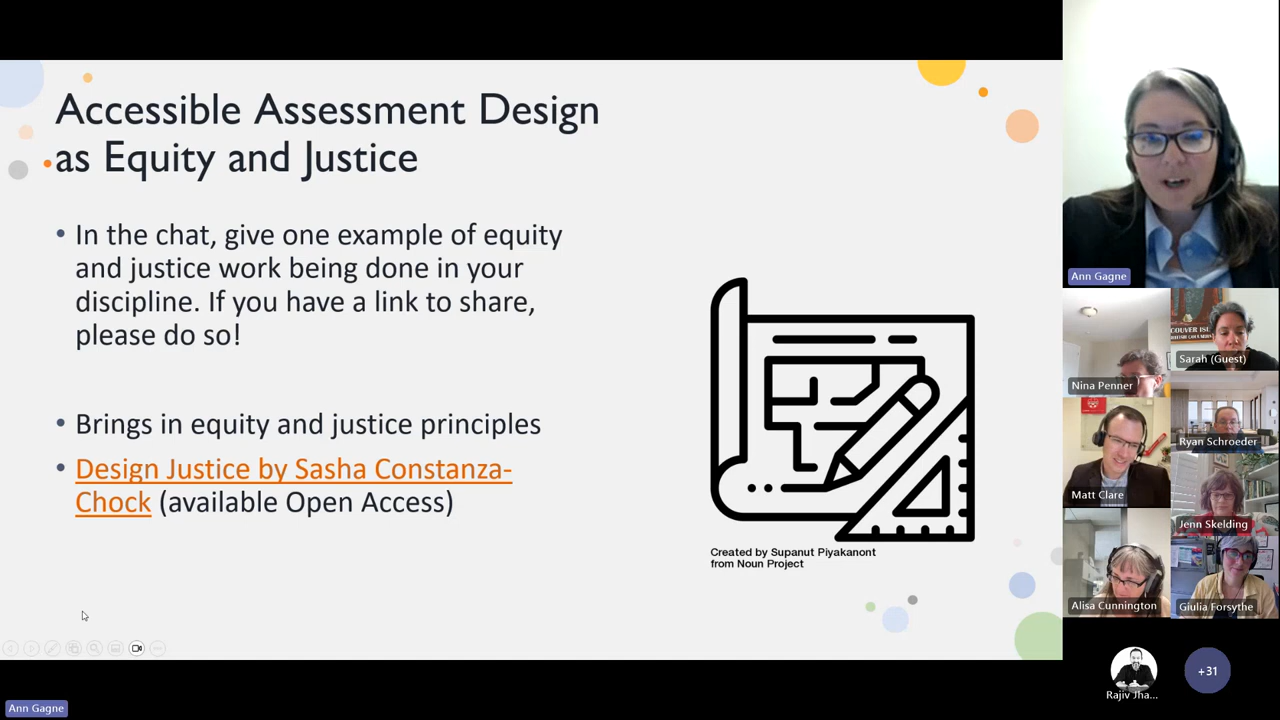 Accessible Assessment Design
as Equity and Justice
• In the chat, give one example of equity
and justice work being done in your
discipline. If you have a link to share,
please do so!
• Brings in equity and justice principles
• Design Justice by Sasha Constanza-
Chock (available Open Access)
Created by Supanut Piyakanont
from Noun Project
Ann Gagne
Ann Gagne
Nina Penner
Sarah (Guest)
Matt Clare
Ryan Schroeder
Jenn Skelding
Alisa Cunnington
Giulia Forsythe
Rajiv Jha...
+31